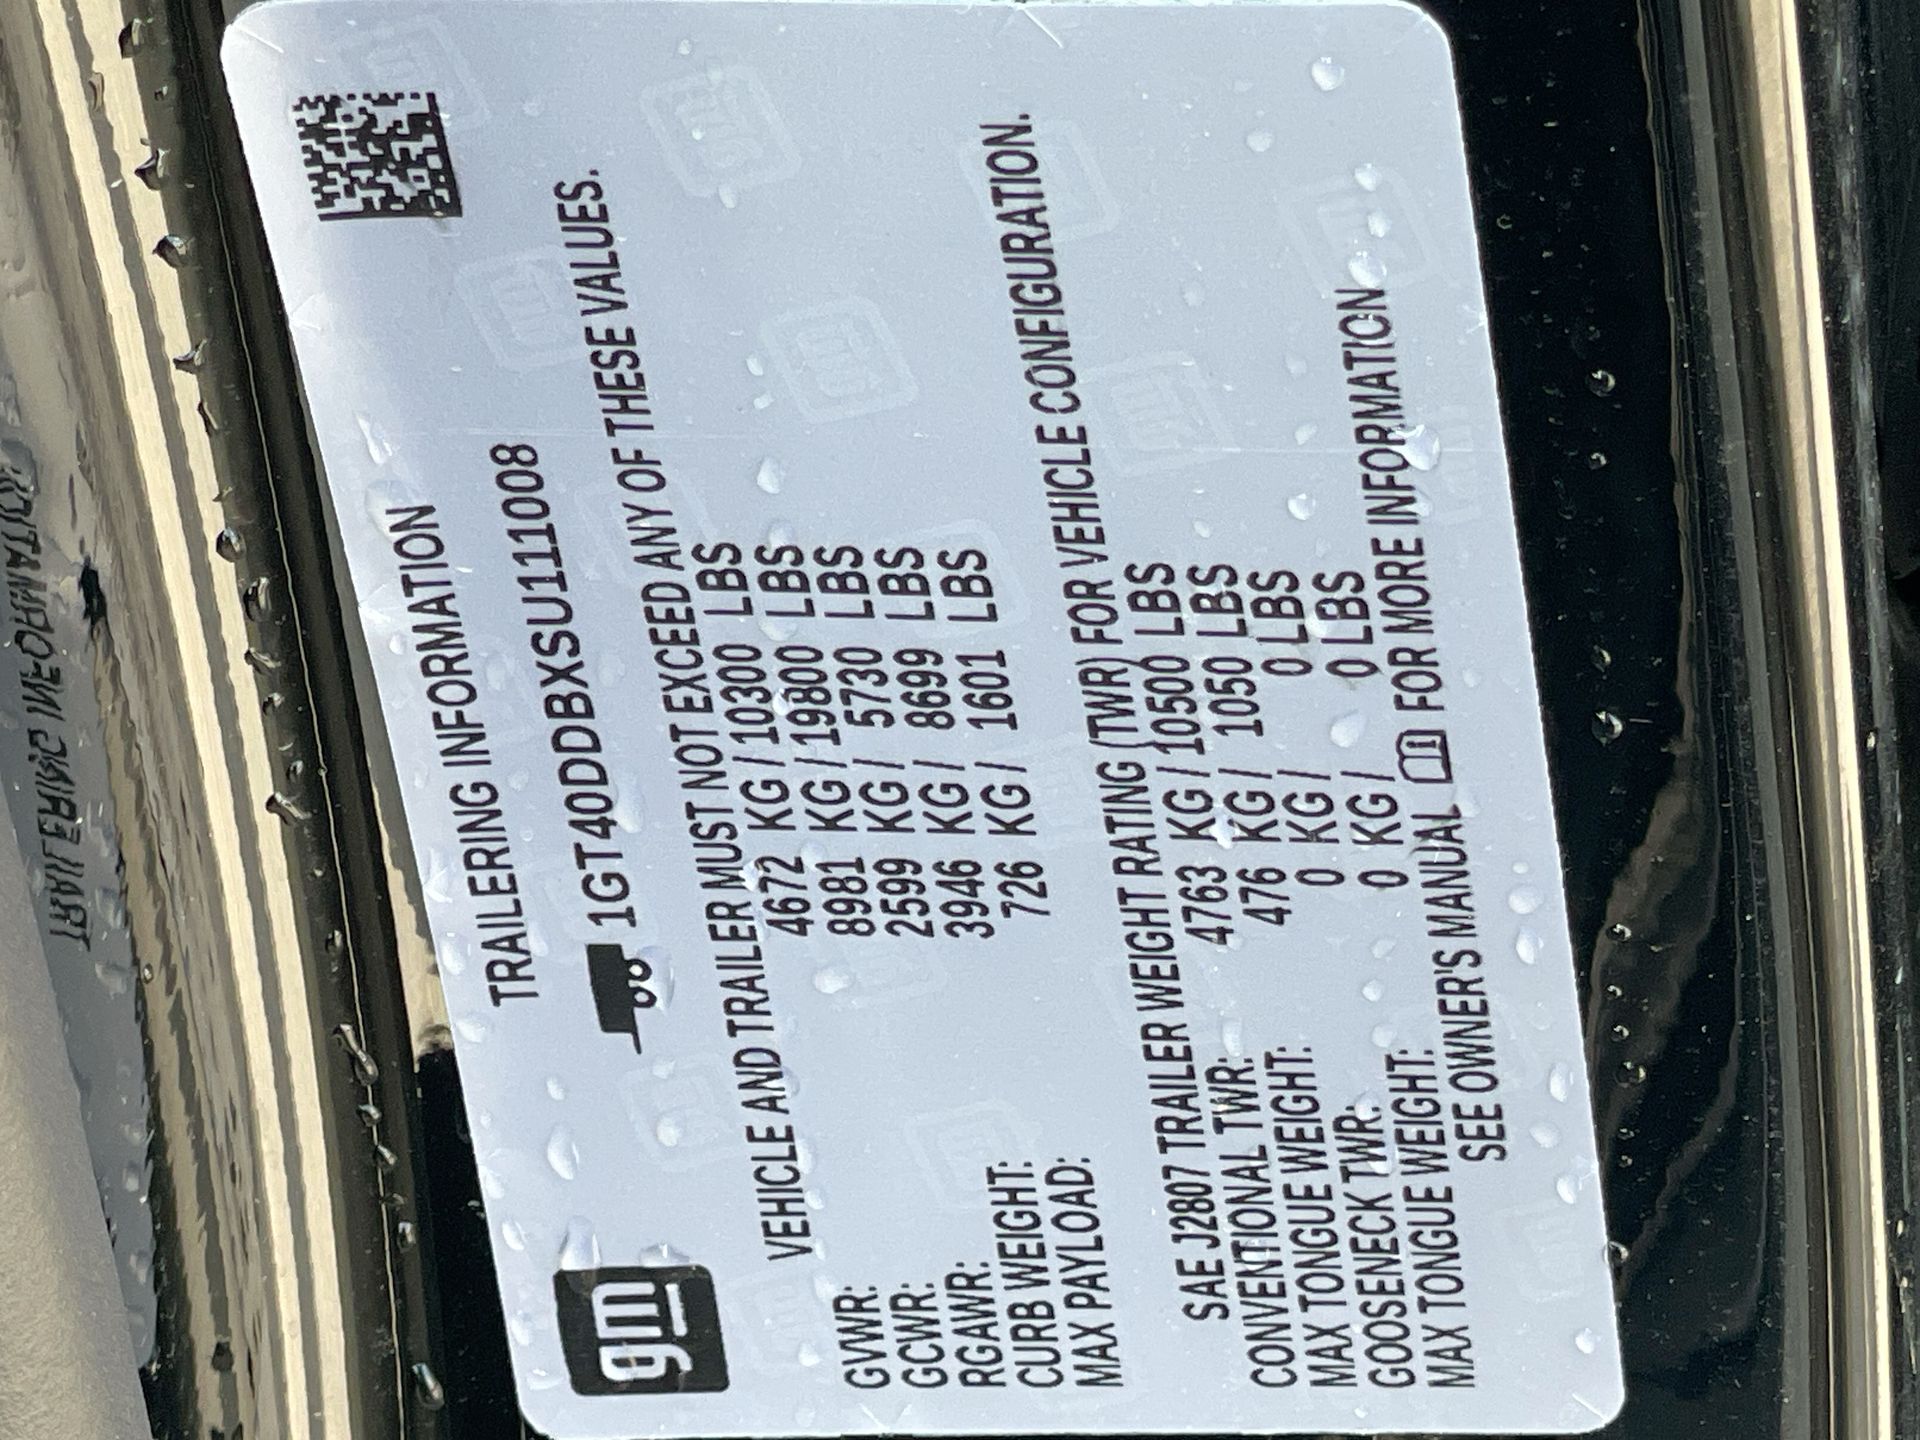 TRAILERING INFORMATION
1GT40DDBXSU111008
gm
VEHICLE AND TRAILER MUST NOT EXCEED ANY OF THESE VALUES.
GVWR: 4672 KG / 10300 LBS
GCWR: 8981 KG / 19800 LBS
RGAWR: 2599 KG / 5730 LBS
CURB WEIGHT: 3946 KG / 8699 LBS
MAX PAYLOAD: 726 KG / 1601 LBS
SAE J2807 TRAILER WEIGHT RATING (TWR) FOR VEHICLE CONFIGURATION.
CONVENTIONAL TWR: 4763 KG / 10500 LBS
MAX TONGUE WEIGHT: 476 KG / 1050 LBS
GOOSENECK TWR: 0 KG / 0 LBS
MAX TONGUE WEIGHT: 0 KG / 0 LBS
SEE OWNER'S MANUAL FOR MORE INFORMATION